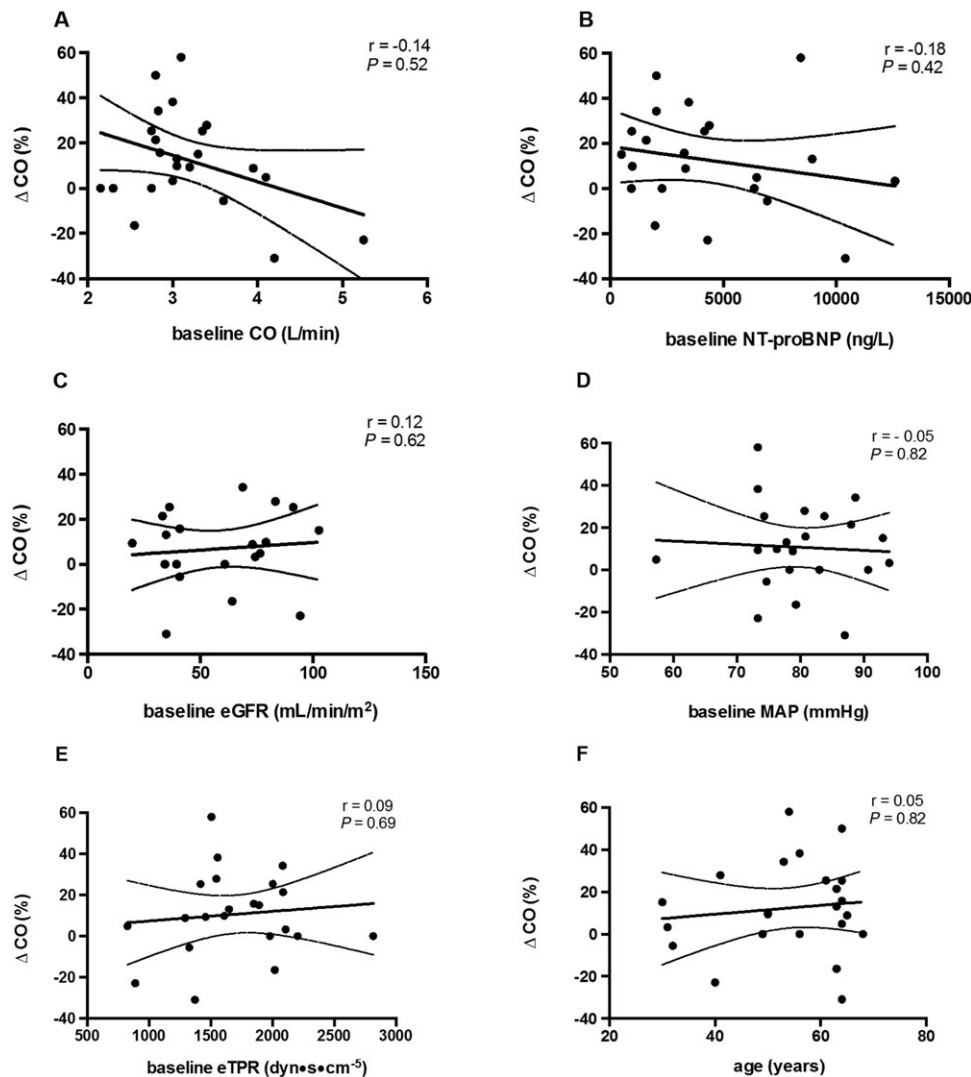 A
r = -0.14
P = 0.52
Δ CO (%)
60
40
20
0
-20
-40
2
3
4
5
6
baseline CO (L/min)
B
r = -0.18
P = 0.42
Δ CO (%)
60
40
20
0
-20
-40
0
5000
10000
15000
baseline NT-proBNP (ng/L)
C
r = 0.12
P = 0.62
Δ CO (%)
60
40
20
0
-20
-40
0
50
100
150
baseline eGFR (mL/min/m²)
D
r = - 0.05
P = 0.82
Δ CO (%)
60
40
20
0
-20
-40
50
60
70
80
90
100
baseline MAP (mmHg)
E
r = 0.09
P = 0.69
Δ CO (%)
60
40
20
0
-20
-40
500
1000
1500
2000
2500
3000
baseline eTPR (dyn•s•cm⁻⁵)
F
r = 0.05
P = 0.82
Δ CO (%)
60
40
20
0
-20
-40
20
40
60
80
age (years)